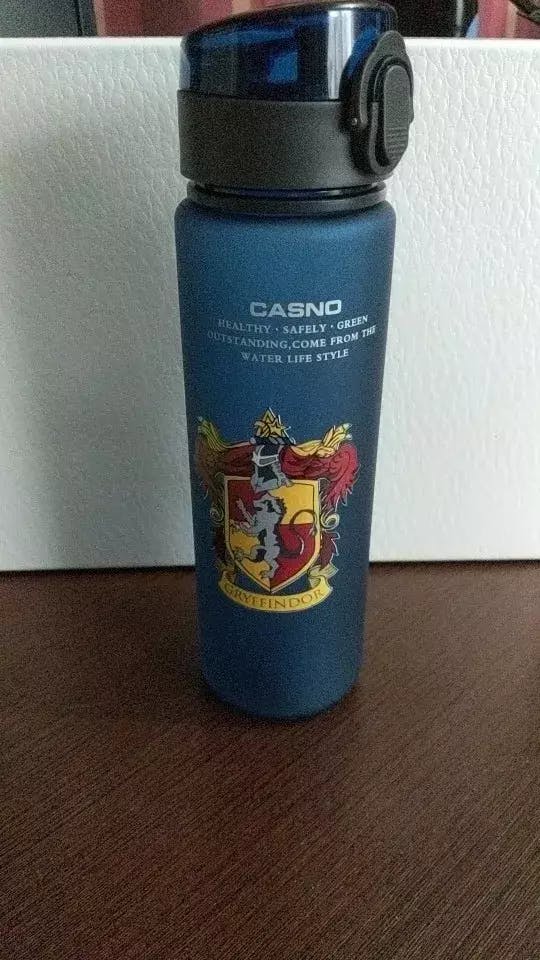 CASNO
HEALTHY · SAFELY · GREEN
OUTSTANDING,COME FROM THE
WATER LIFE STYLE
GRYFFINDOR